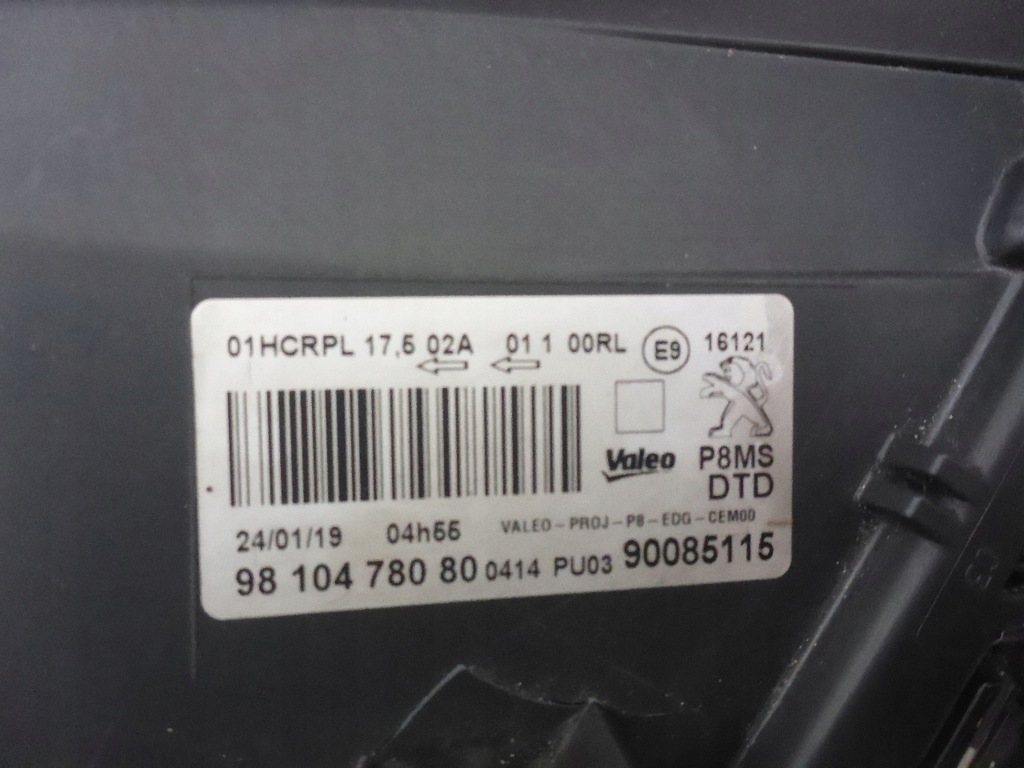 01HCRPL 17,5 02A 01 1 00RL E9 16121
Valeo P8MS
DTD
24/01/19 04h55 VALEO-PROJ-P8-EDG-CEM00
98 104 780 80 0414 PU03 90085115